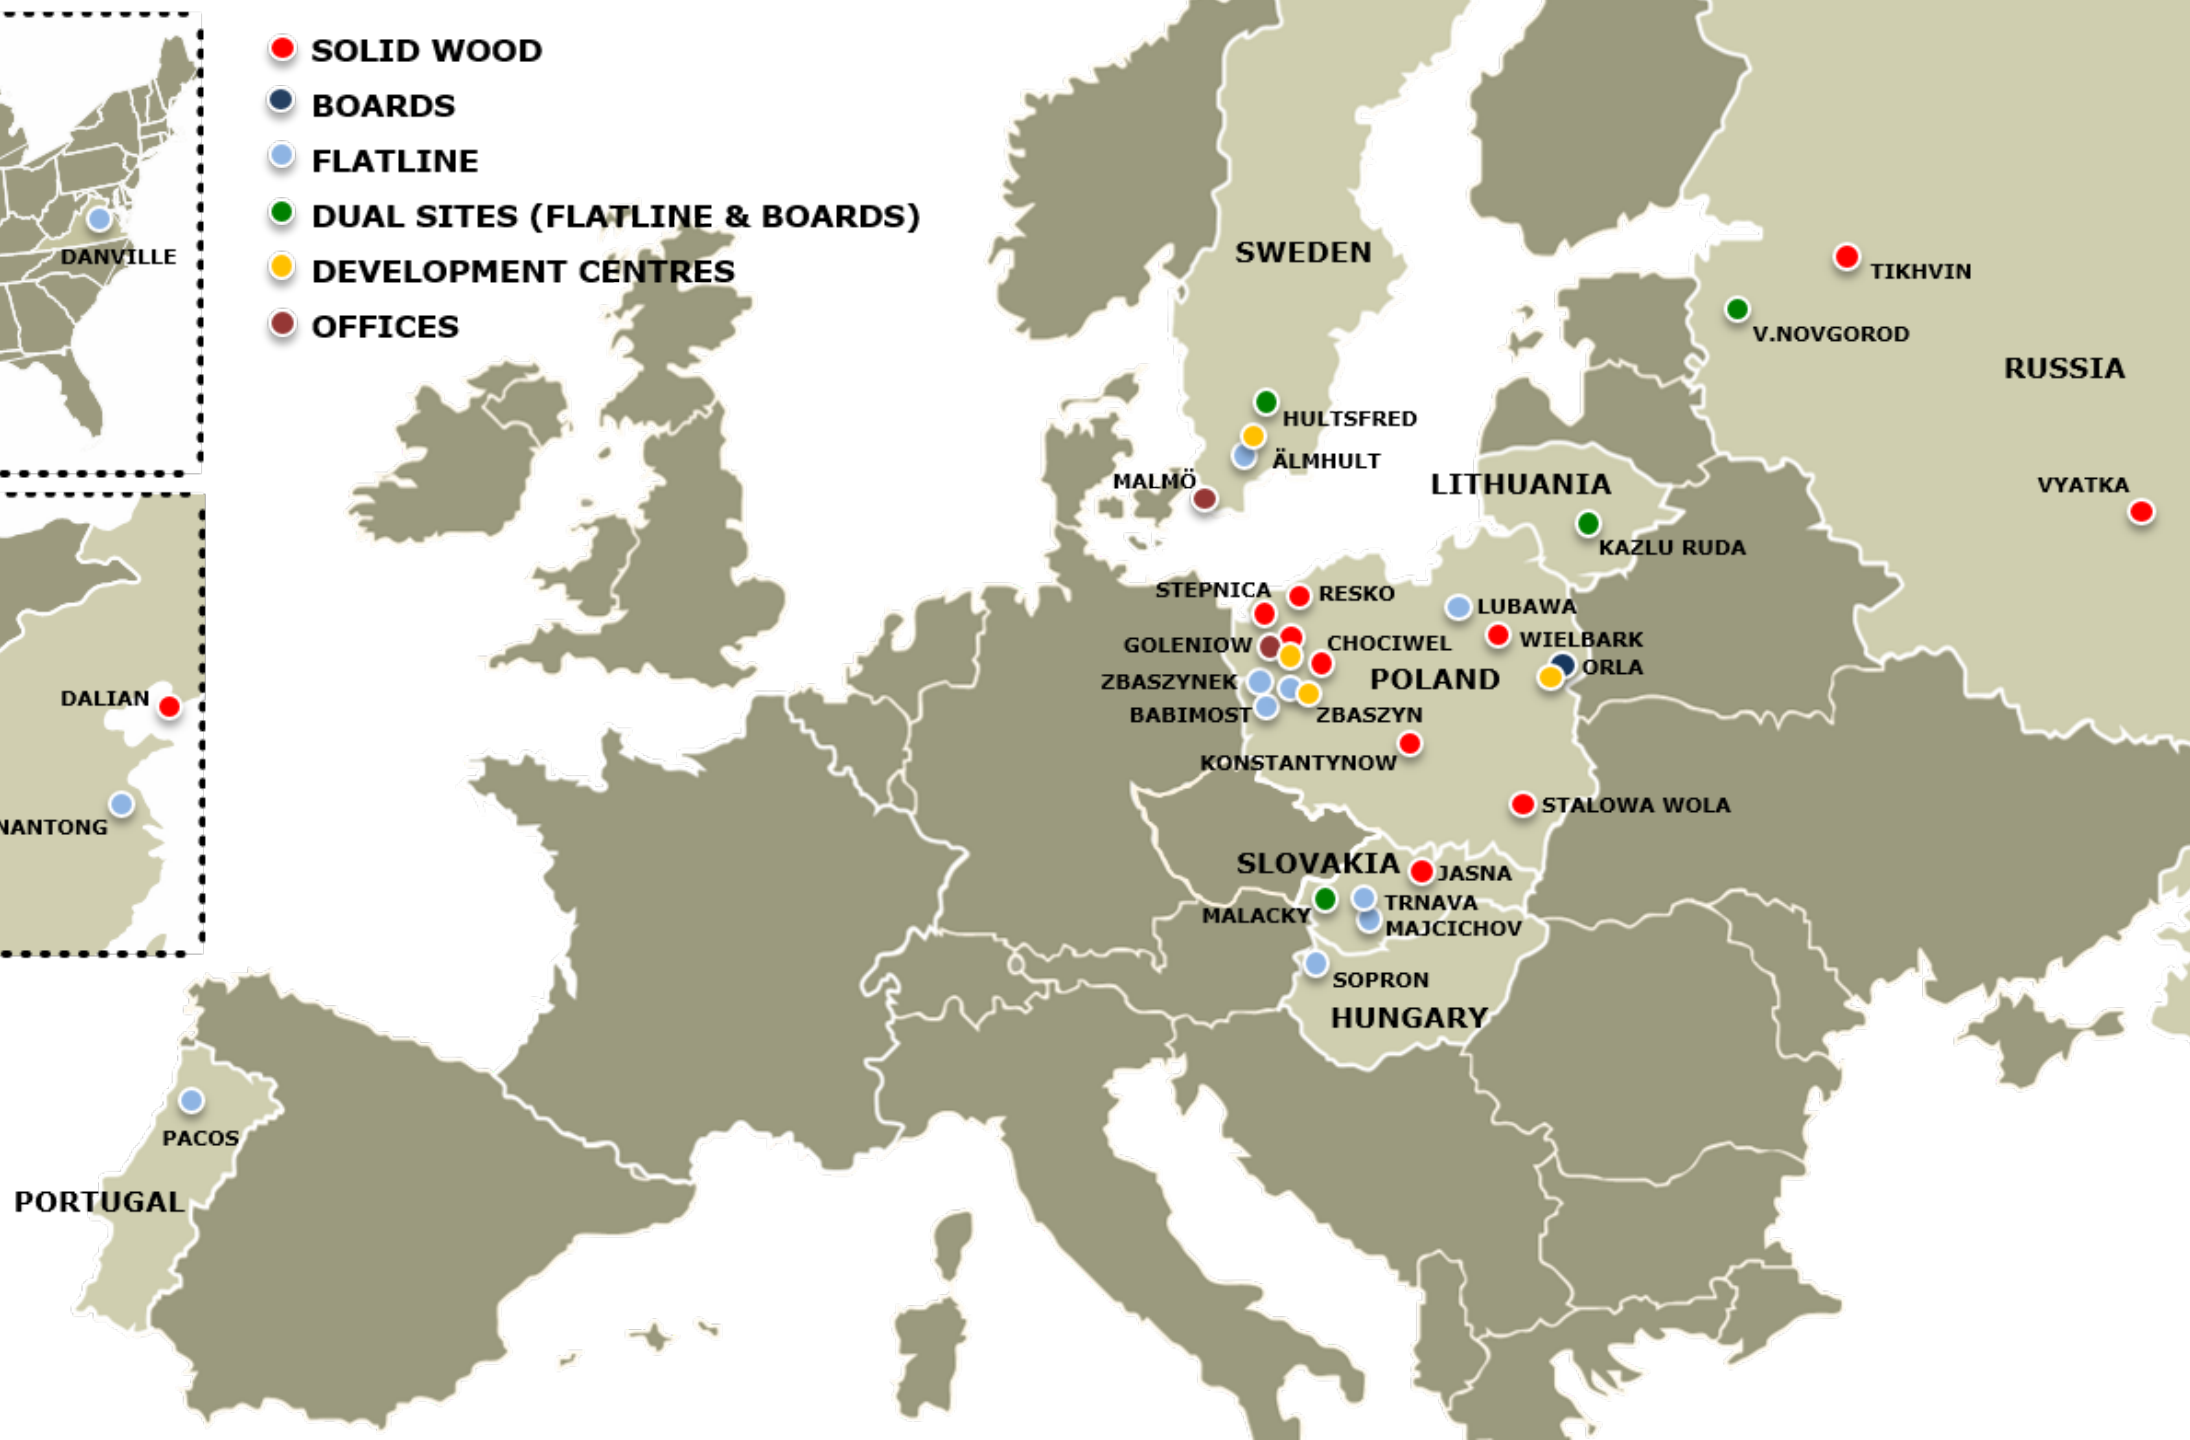 SOLID WOOD
BOARDS
FLATLINE
DUAL SITES (FLATLINE & BOARDS)
DEVELOPMENT CENTRES
OFFICES
DANVILLE
DALIAN
NANTONG
SWEDEN
TIKHVIN
V.NOVGOROD
RUSSIA
HULTSFRED
ÄLMHULT
MALMÖ
LITHUANIA
VYATKA
KAZLU RUDA
STEPNICA
RESKO
LUBAWA
GOLENIOW
CHOCIWEL
WIELBARK
ORLA
ZBASZYNEK
POLAND
BABIMOST
ZBASZYN
KONSTANTYNOW
STALOWA WOLA
SLOVAKIA
JASNA
MALACKY
TRNAVA
MAJCICHOV
SOPRON
HUNGARY
PACOS
PORTUGAL